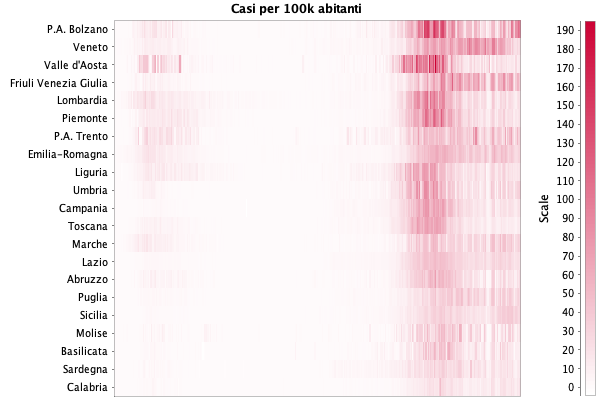 Casi per 100k abitanti
P.A. Bolzano
Veneto
Valle d'Aosta
Friuli Venezia Giulia
Lombardia
Piemonte
P.A. Trento
Emilia-Romagna
Liguria
Umbria
Campania
Toscana
Marche
Lazio
Abruzzo
Puglia
Sicilia
Molise
Basilicata
Sardegna
Calabria
Scale
190
180
170
160
150
140
130
120
110
100
90
80
70
60
50
40
30
20
10
0